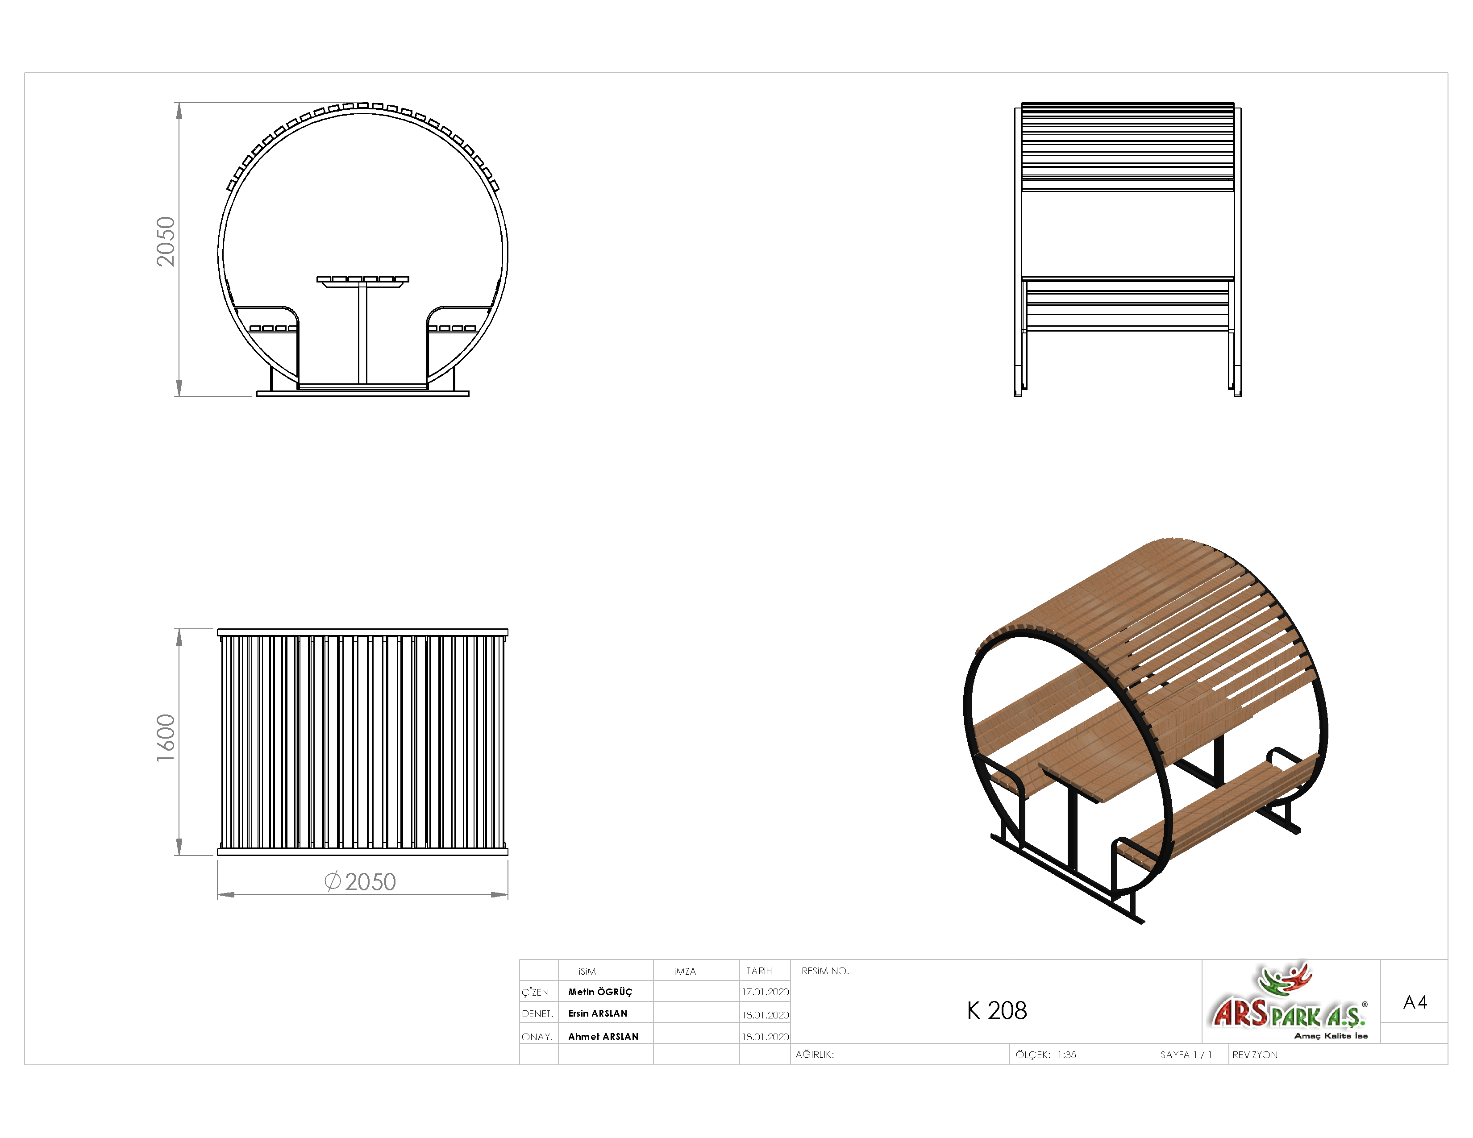 2050
1600
∅2050
İSİM İMZA TARİH RESİM NO.
ÇİZEN. Metin ÖGRÜÇ 17.01.2020
DENET. Ersin ARSLAN 18.01.2020
K 208
ONAY. Ahmet ARSLAN 18.01.2020
ARSPARK A.Ş.®
Amaç Kalite İse
A4
AĞIRLIK: ÖLÇEK: 1:35 SAYFA 1 / 1 REVİZYON